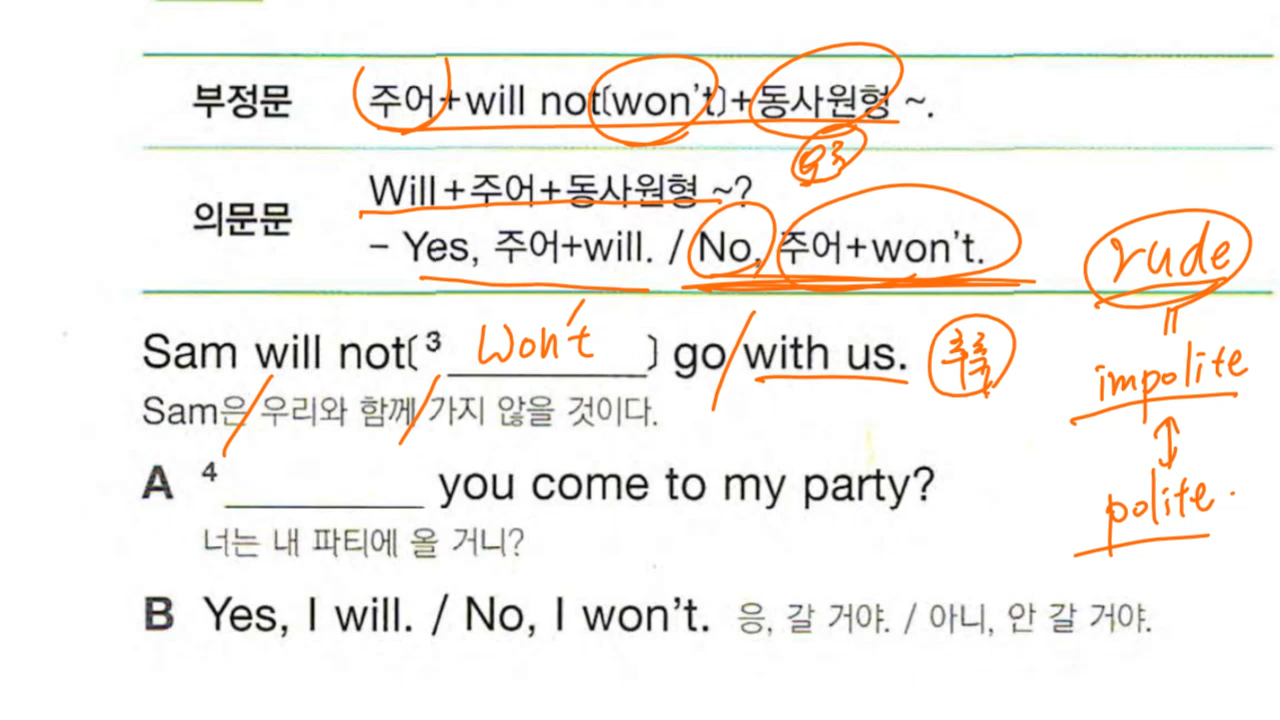 부정문 주어+will not(won't)+동사원형 ~.
의문문 Will+주어+동사원형 ~?
– Yes, 주어+will. / No, 주어+won't.
rude
impolite
polite.
Sam will not(³ Won't ) go with us.
Sam은 우리와 함께 가지 않을 것이다.
A ⁴ ________ you come to my party?
너는 내 파티에 올 거니?
B Yes, I will. / No, I won't. 응, 갈 거야. / 아니, 안 갈 거야.